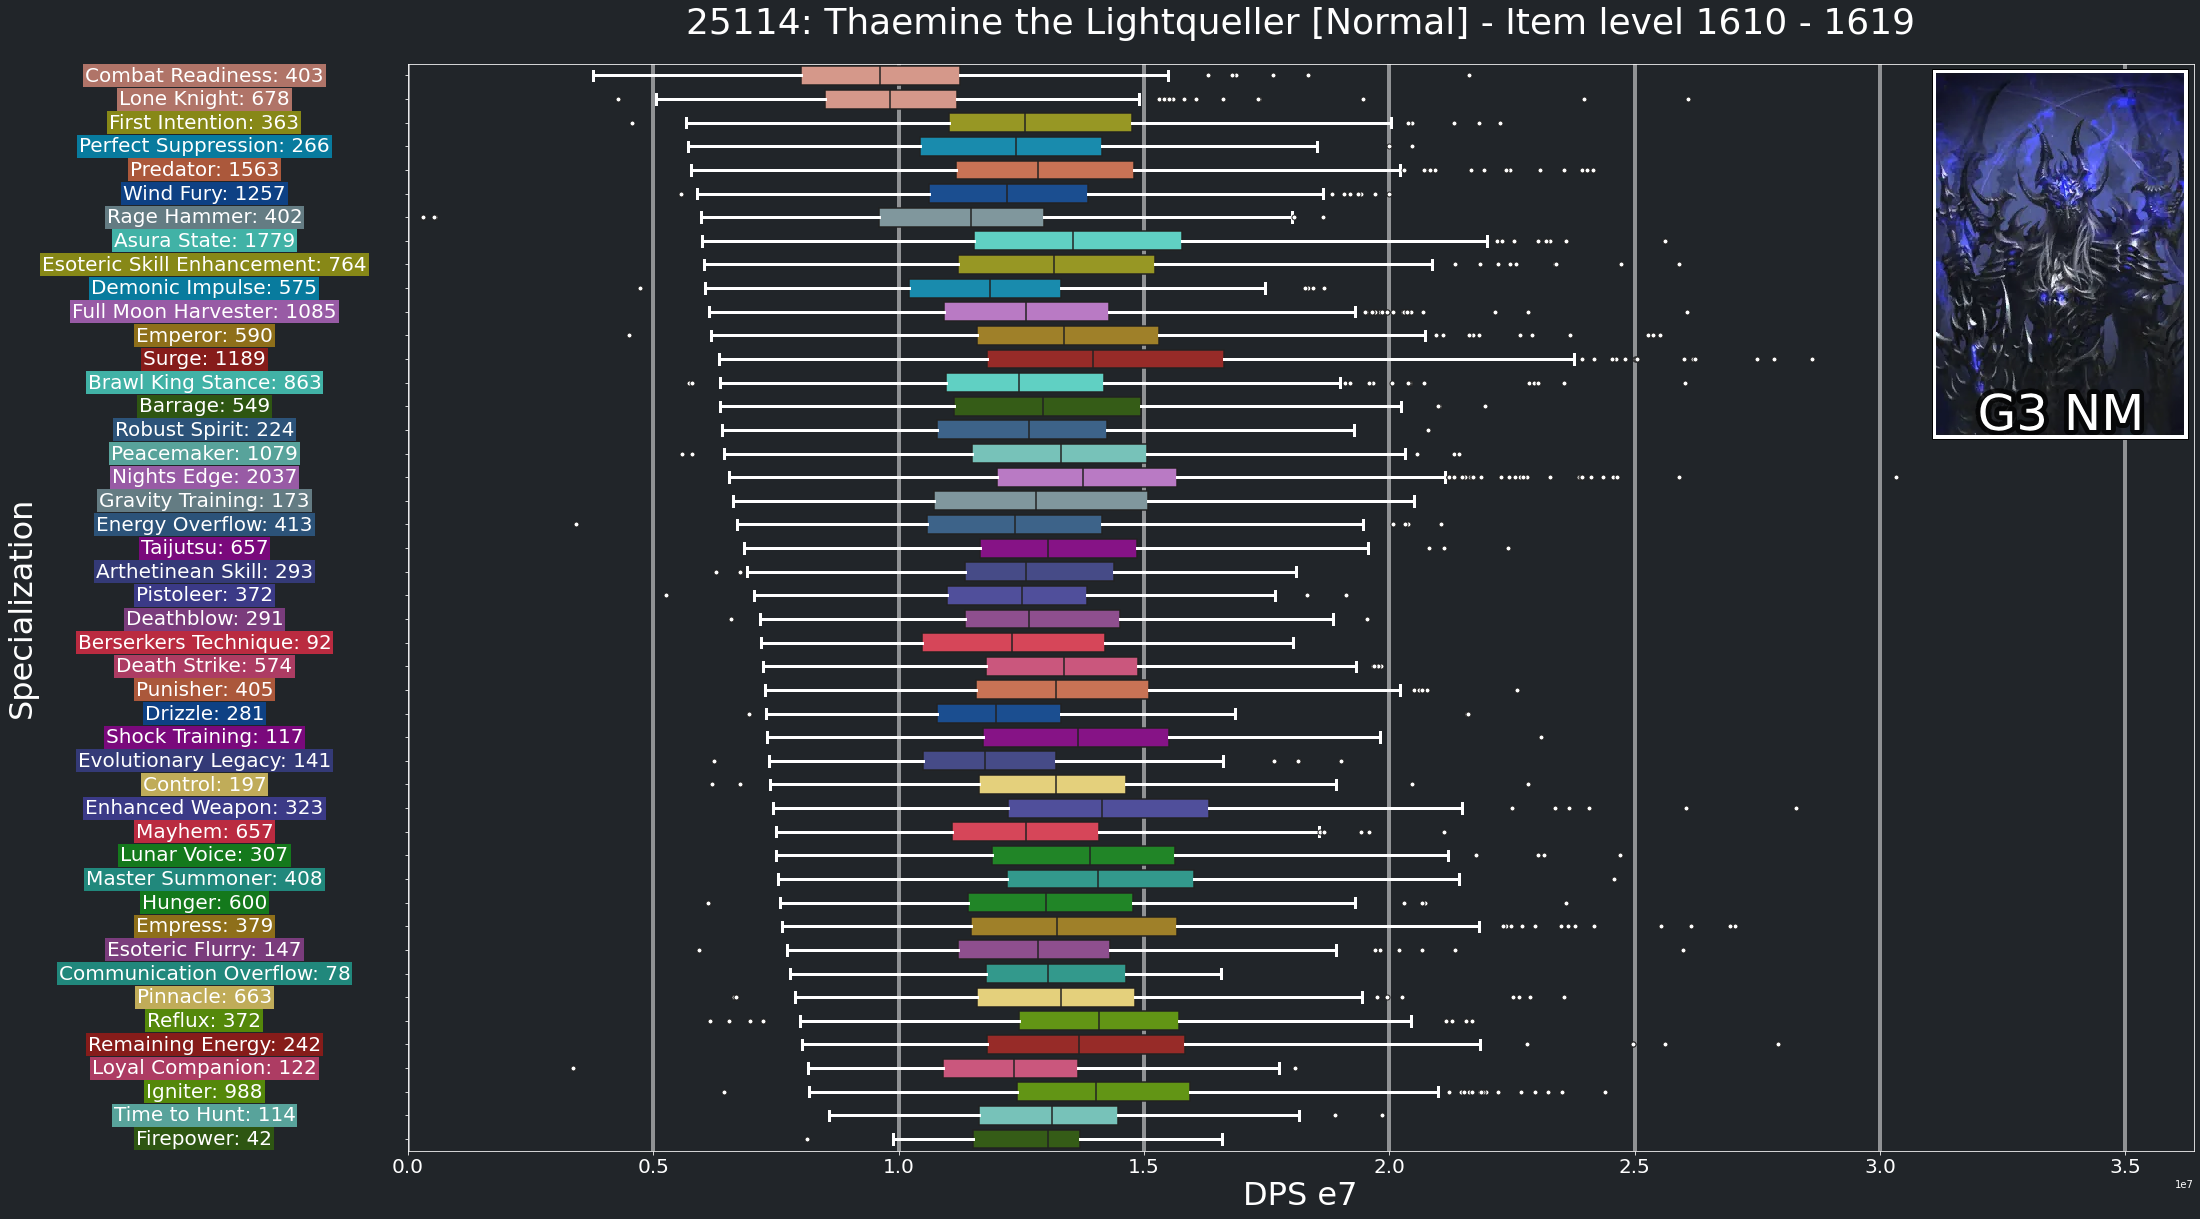 25114: Thaemine the Lightqueller [Normal] - Item level 1610 - 1619
Specialization
Combat Readiness: 403
Lone Knight: 678
First Intention: 363
Perfect Suppression: 266
Predator: 1563
Wind Fury: 1257
Rage Hammer: 402
Asura State: 1779
Esoteric Skill Enhancement: 764
Demonic Impulse: 575
Full Moon Harvester: 1085
Emperor: 590
Surge: 1189
Brawl King Stance: 863
Barrage: 549
Robust Spirit: 224
Peacemaker: 1079
Nights Edge: 2037
Gravity Training: 173
Energy Overflow: 413
Taijutsu: 657
Arthetinean Skill: 293
Pistoleer: 372
Deathblow: 291
Berserkers Technique: 92
Death Strike: 574
Punisher: 405
Drizzle: 281
Shock Training: 117
Evolutionary Legacy: 141
Control: 197
Enhanced Weapon: 323
Mayhem: 657
Lunar Voice: 307
Master Summoner: 408
Hunger: 600
Empress: 379
Esoteric Flurry: 147
Communication Overflow: 78
Pinnacle: 663
Reflux: 372
Remaining Energy: 242
Loyal Companion: 122
Igniter: 988
Time to Hunt: 114
Firepower: 42
G3 NM
0.0 0.5 1.0 1.5 2.0 2.5 3.0 3.5
1e7
DPS e7